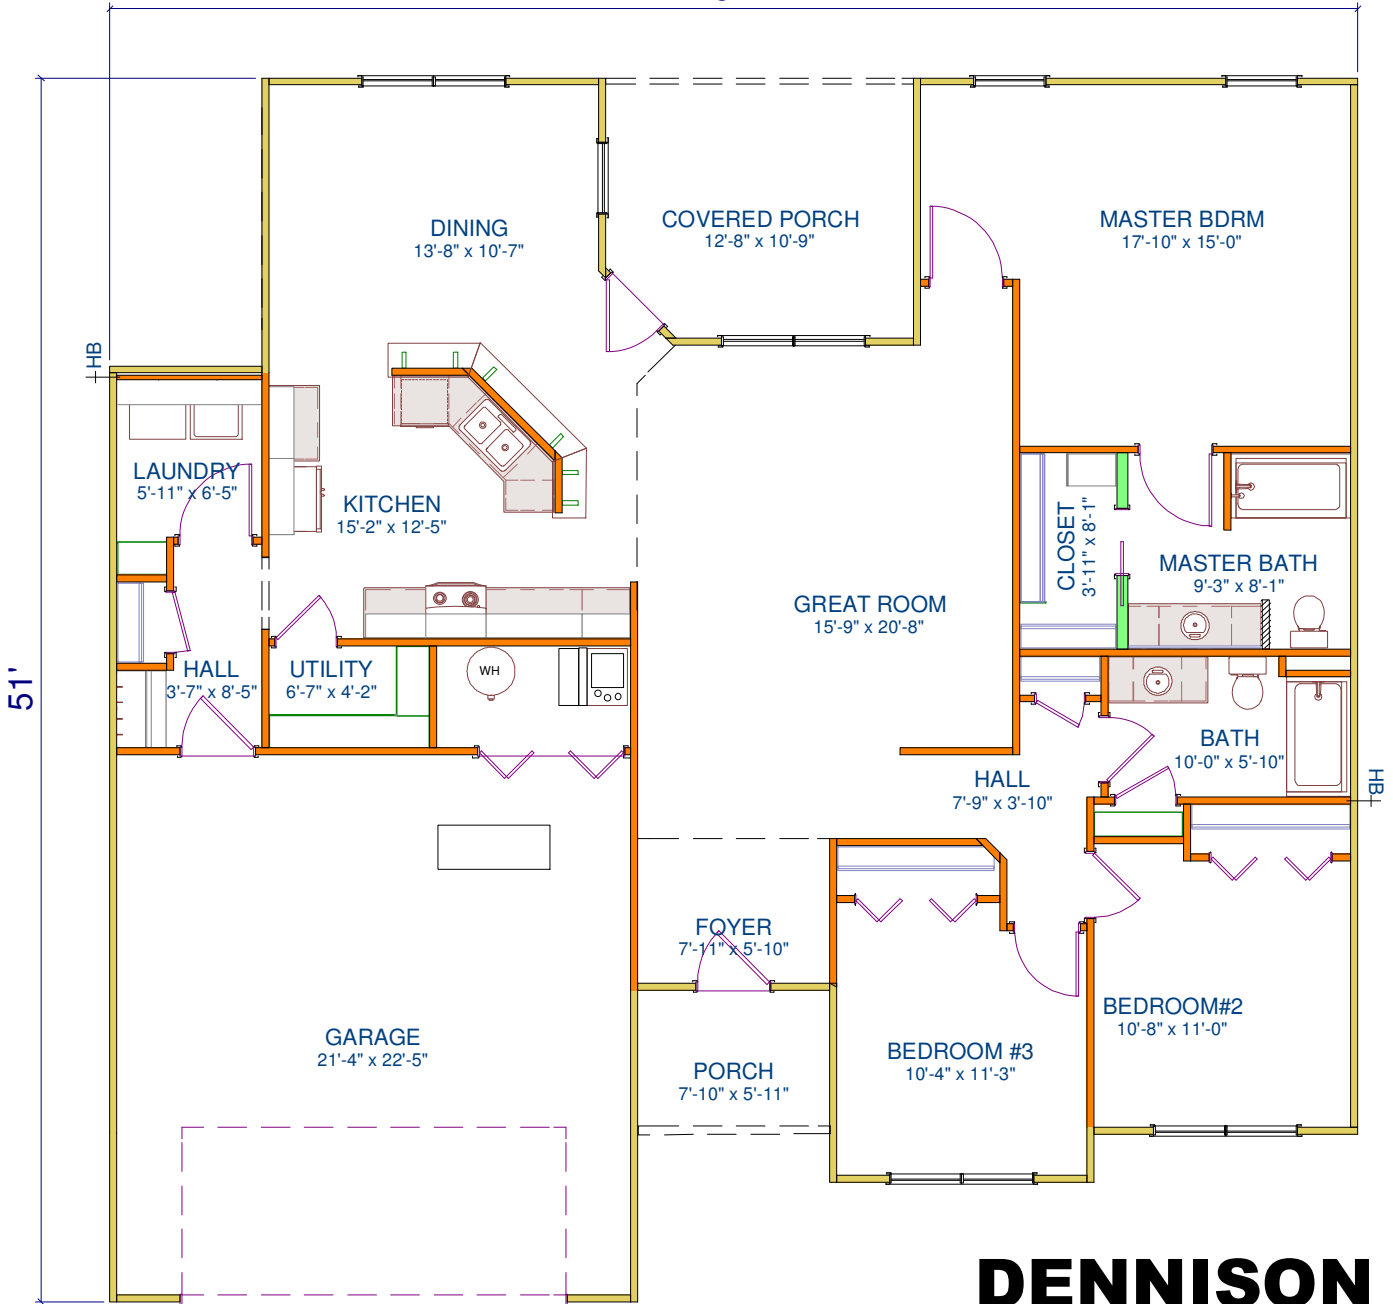 DINING
13'-8" x 10'-7"
COVERED PORCH
12'-8" x 10'-9"
MASTER BDRM
17'-10" x 15'-0"
HB
LAUNDRY
5'-11" x 6'-5"
KITCHEN
15'-2" x 12'-5"
CLOSET
3'-11" x 8'-1"
MASTER BATH
9'-3" x 8'-1"
GREAT ROOM
15'-9" x 20'-8"
51'
HALL
3'-7" x 8'-5"
UTILITY
6'-7" x 4'-2"
WH
BATH
10'-0" x 5'-10"
HALL
7'-9" x 3'-10"
HB
FOYER
7'-11" x 5'-10"
GARAGE
21'-4" x 22'-5"
PORCH
7'-10" x 5'-11"
BEDROOM #3
10'-4" x 11'-3"
BEDROOM#2
10'-8" x 11'-0"
DENNISON